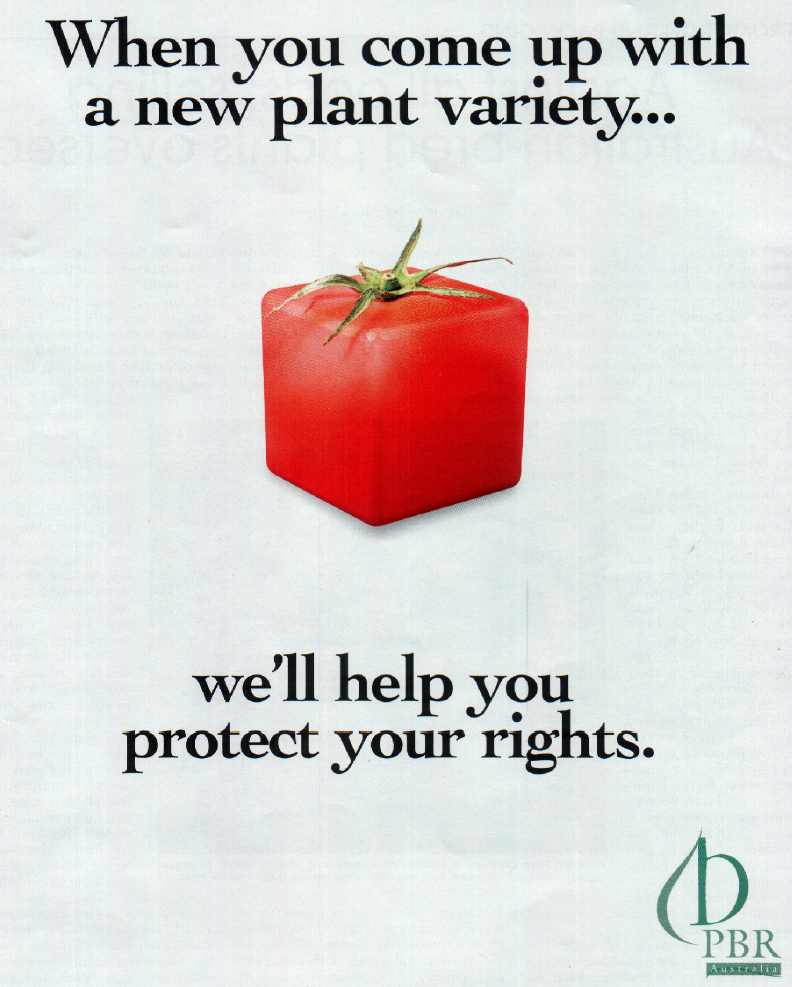 When you come up with
a new plant variety...
we'll help you
protect your rights.
PBR
Australia